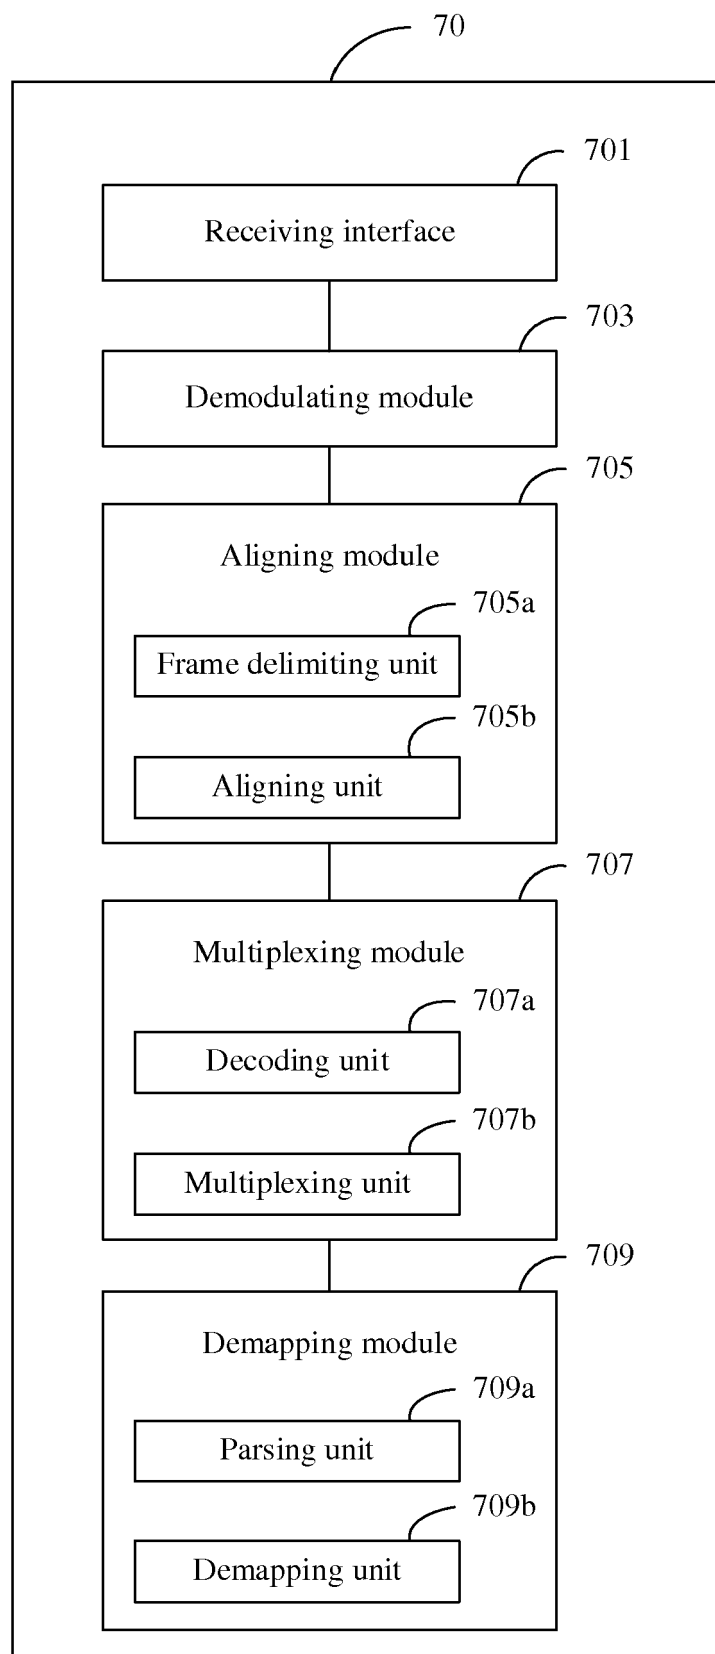 70
701
Receiving interface
703
Demodulating module
705
Aligning module
705a
Frame delimiting unit
705b
Aligning unit
707
Multiplexing module
707a
Decoding unit
707b
Multiplexing unit
709
Demapping module
709a
Parsing unit
709b
Demapping unit